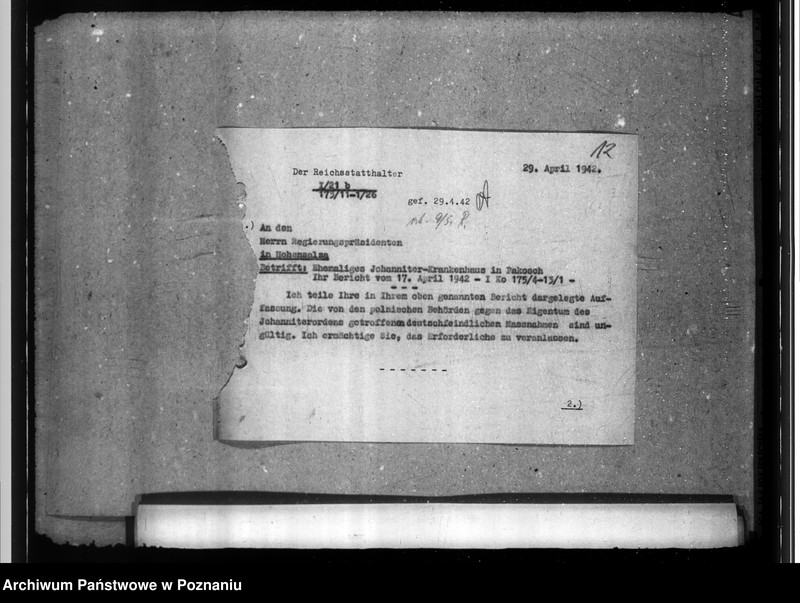 12
Der Reichsstatthalter
29. April 1942.
I/21 b
175/11-1/26
gef. 29.4.42
.) An den
Herrn Regierungspräsidenten
in Hohensalza
Betrifft: Ehemaliges Johanniter-Krankenhaus in Pakosch
Ihr Bericht vom 17. April 1942 - I Ko 175/4-13/1 -
- - -
Ich teile Ihre in Ihrem oben genannten Bericht dargelegte Auf-
fassung. Die von den polnischen Behörden gegen das Eigentum des
Johanniterordens getroffenen deutschfeindlichen Massnahmen sind un-
gültig. Ich ermächtige Sie, das Erforderliche zu veranlassen.
- - - - - - -
2.)
Archiwum Państwowe w Poznaniu